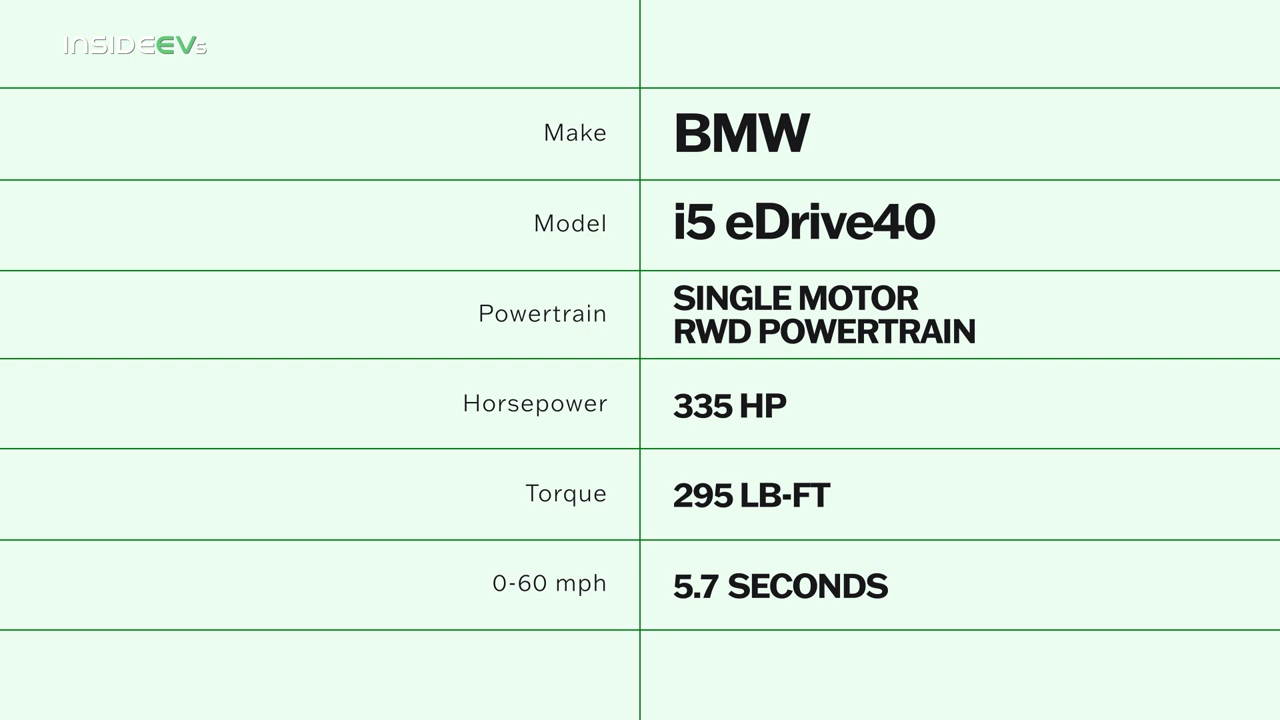 INSIDEEVs
Make
BMW
Model
i5 eDrive40
Powertrain
SINGLE MOTOR
RWD POWERTRAIN
Horsepower
335 HP
Torque
295 LB-FT
0-60 mph
5.7 SECONDS